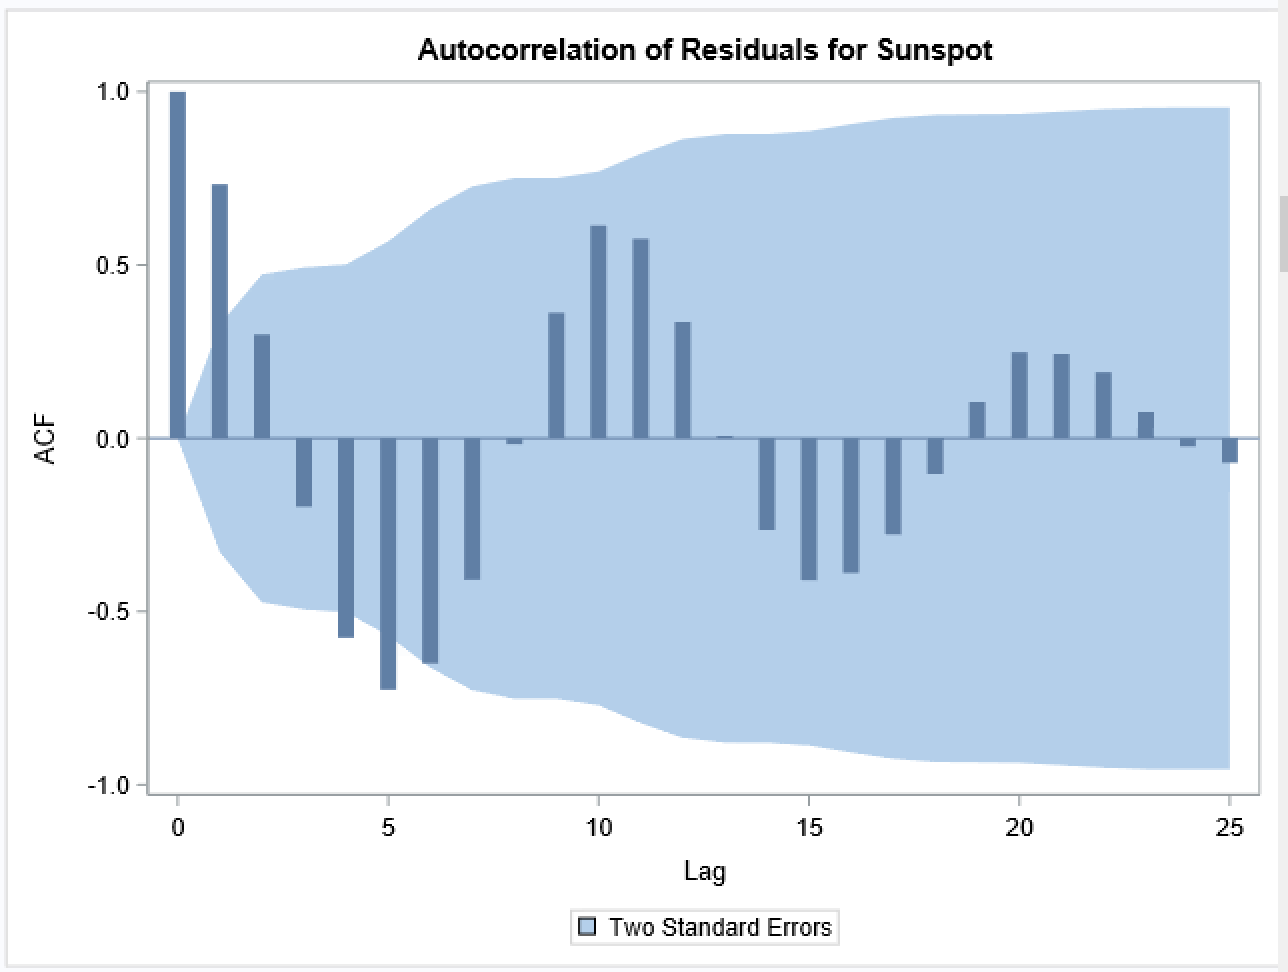 Autocorrelation of Residuals for Sunspot
1.0
0.5
0.0
-0.5
-1.0
ACF
0 5 10 15 20 25
Lag
Two Standard Errors